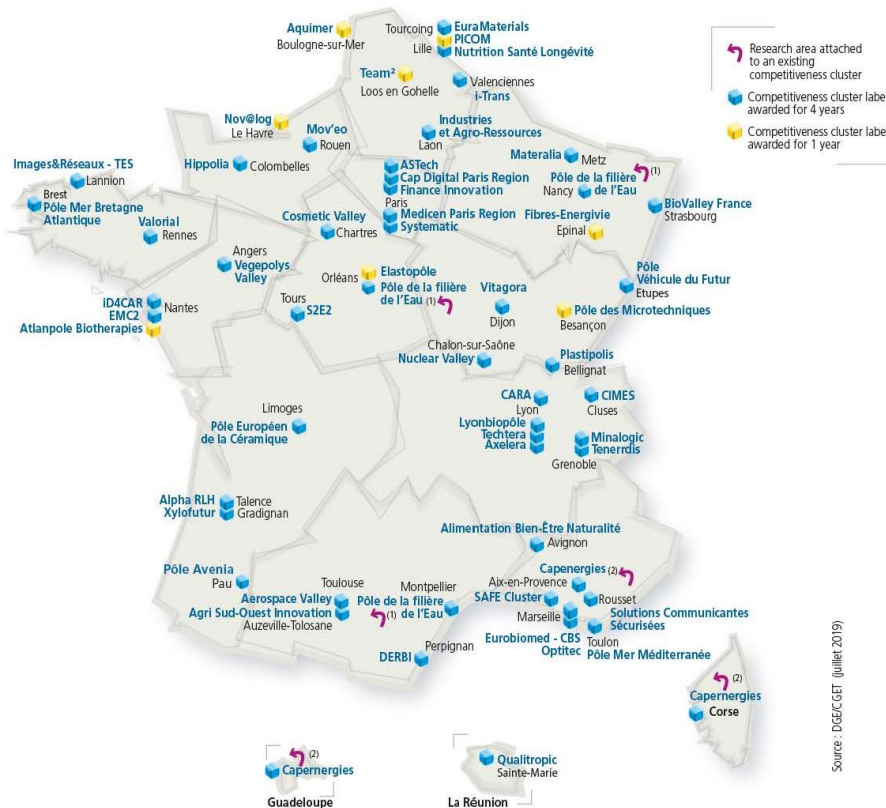 Aquimer
Boulogne-sur-Mer
Tourcoing
EuraMaterials
PICOM
Lille
Nutrition Santé Longévité
Team²
Loos en Gohelle
Valenciennes
i-Trans
Research area attached
to an existing
competitiveness cluster
Competitiveness cluster labe
awarded for 4 years
Competitiveness cluster labe
awarded for 1 year
Nov@log
Le Havre
Mov'eo
Rouen
Industries
et Agro-Ressources
Laon
Hippolia
Colombelles
Materalia
Metz
(1)
Pôle de la filière
de l'Eau
Nancy
Images&Réseaux - TES
Lannion
Brest
Pôle Mer Bretagne
Atlantique
ASTech
Cap Digital Paris Region
Finance Innovation
Paris
Medicen Paris Region
Systematic
BioValley France
Strasbourg
Valorial
Rennes
Cosmetic Valley
Chartres
Fibres-Energivie
Epinal
Angers
Vegepolys
Valley
Orléans
Elastopôle
Pôle de la filière
de l'Eau
(1)
Vitagora
Dijon
Pôle
Véhicule du Futur
Etupes
iD4CAR
EMC2
Nantes
Atlanpole Biotherapies
Tours
S2E2
Pôle des Microtechniques
Besançon
Chalon-sur-Saône
Nuclear Valley
Plastipolis
Bellignat
Limoges
Pôle Européen
de la Céramique
CARA
Lyon
CIMES
Cluses
Lyonbiopôle
Techtera
Axelera
Minalogic
Tenerrdis
Grenoble
Alpha RLH
Talence
Xylofutur
Gradignan
Alimentation Bien-Être Naturalité
Avignon
Pôle Avenia
Pau
Toulouse
Aerospace Valley
Agri Sud-Ouest Innovation
Auzeville-Tolosane
(1)
Montpellier
Pôle de la filière
de l'Eau
Capenergies
(2)
Aix-en-Provence
SAFE Cluster
Rousset
Marseille
Solutions Communicantes
Sécurisées
Eurobiomed - CBS
Optitec
Toulon
Pôle Mer Méditerranée
Perpignan
DERBI
(2)
Capernergies
Corse
(2)
Capernergies
Guadeloupe
Qualitropic
Sainte-Marie
La Réunion
Source : DGE/CGET (juillet 2019)